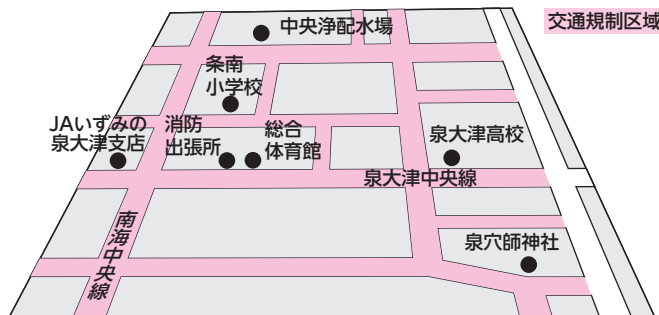 中央浄配水場
交通規制区域
条南
小学校
JAいずみの
泉大津支店
消防
出張所
総合
体育館
泉大津高校
泉大津中央線
南海中央線
泉穴師神社